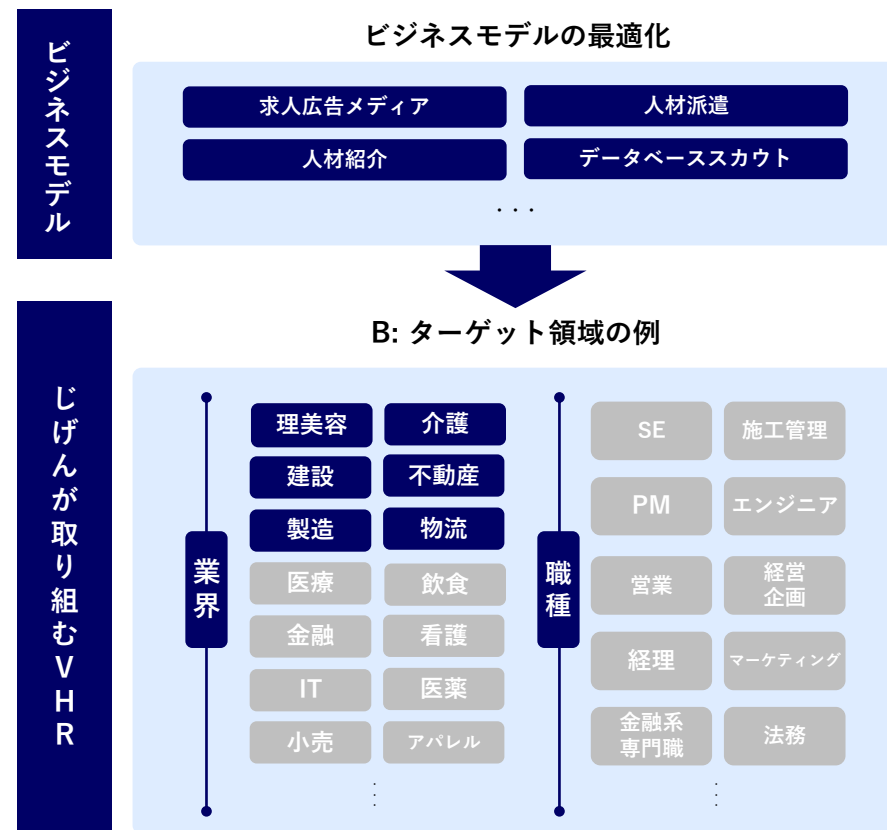 ビジネスモデル
ビジネスモデルの最適化
求人広告メディア
人材派遣
人材紹介
データベーススカウト
・・・
じげんが取り組むVHR
B: ターゲット領域の例
業界
理美容
介護
建設
不動産
製造
物流
医療
飲食
金融
看護
IT
医薬
小売
アパレル
職種
SE
施工管理
PM
エンジニア
営業
経営
企画
経理
マーケティング
金融系
専門職
法務